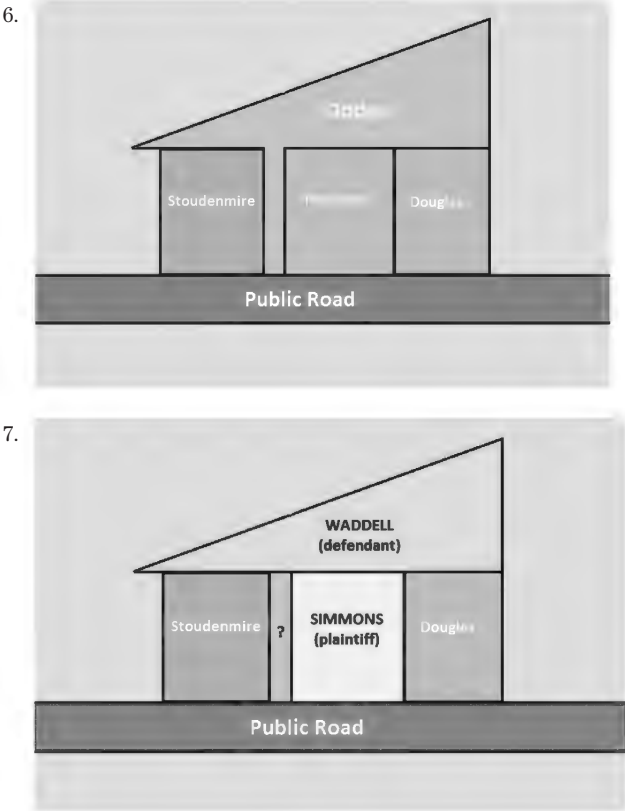 6.
Stoudenmire
Public Road
7.
WADDELL
(defendant)
Stoudenmire
?
SIMMONS
(plaintiff)
Public Road